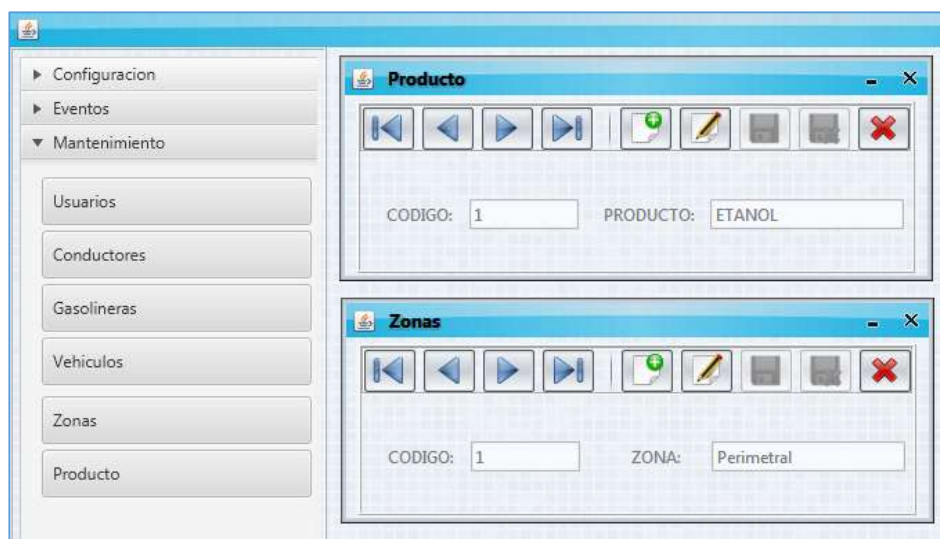 Configuracion
Eventos
Mantenimiento
Usuarios
Conductores
Gasolineras
Vehiculos
Zonas
Producto
Producto
CODIGO: 1 PRODUCTO: ETANOL
Zonas
CODIGO: 1 ZONA: Perimetral